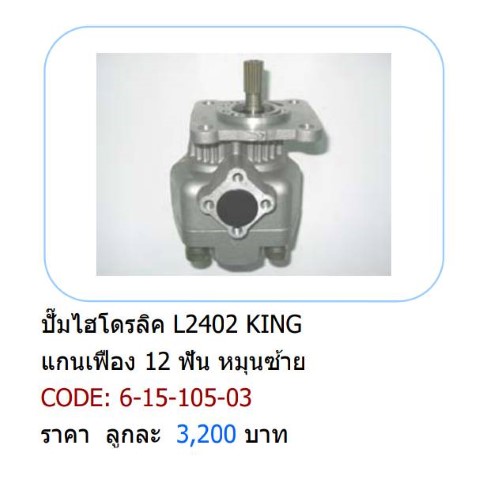 ปั๊มไฮโดรลิค L2402 KING
แกนเฟือง 12 ฟัน หมุนซ้าย
CODE: 6-15-105-03
ราคา ลูกละ 3,200 บาท